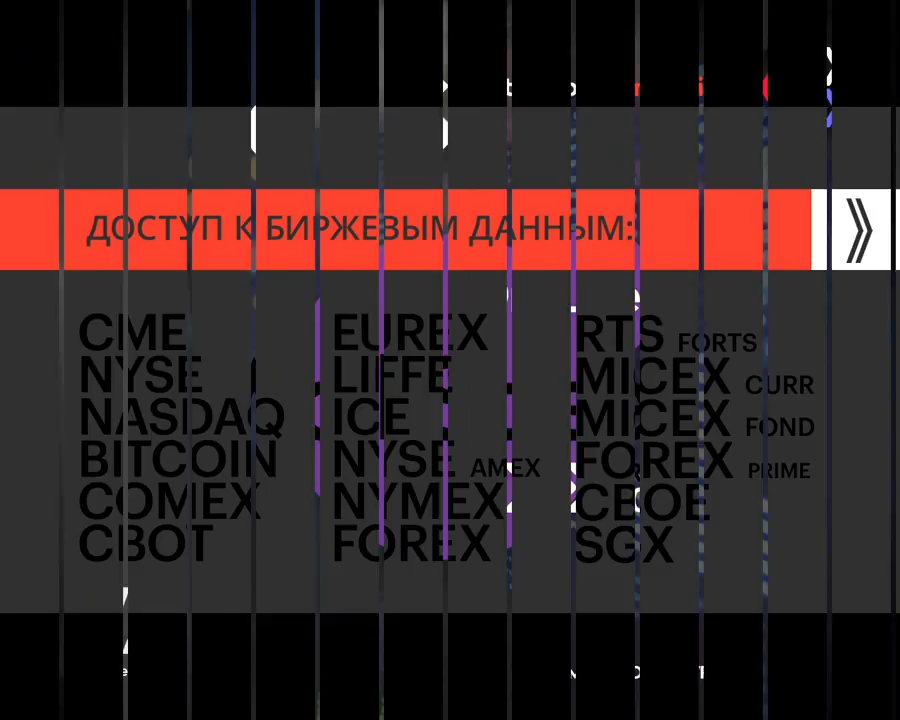 ДОСТУП К БИРЖЕВЫМ ДАННЫМ:
CME EUREX RTS FORTS
NYSE LIFFE MICEX CURR
NASDAQ ICE MICEX FOND
BITCOIN NYSE AMEX FOREX PRIME
COMEX NYMEX CBOE
CBOT FOREX SGX